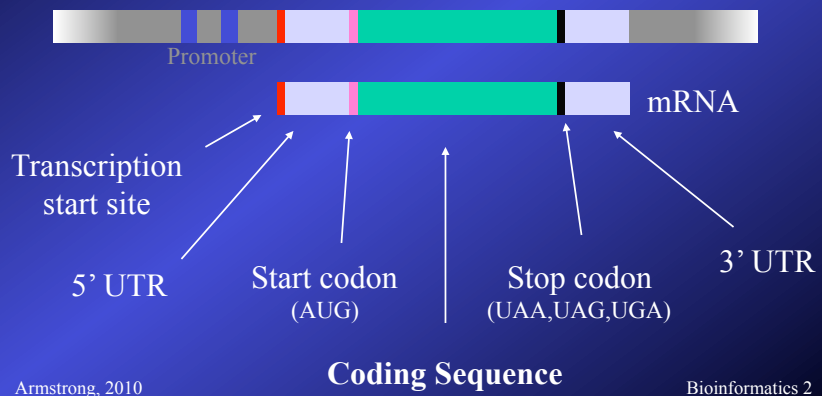 Promoter
mRNA
Transcription
start site
5’ UTR
Start codon
(AUG)
Stop codon
(UAA,UAG,UGA)
3’ UTR
Coding Sequence
Armstrong, 2010
Bioinformatics 2